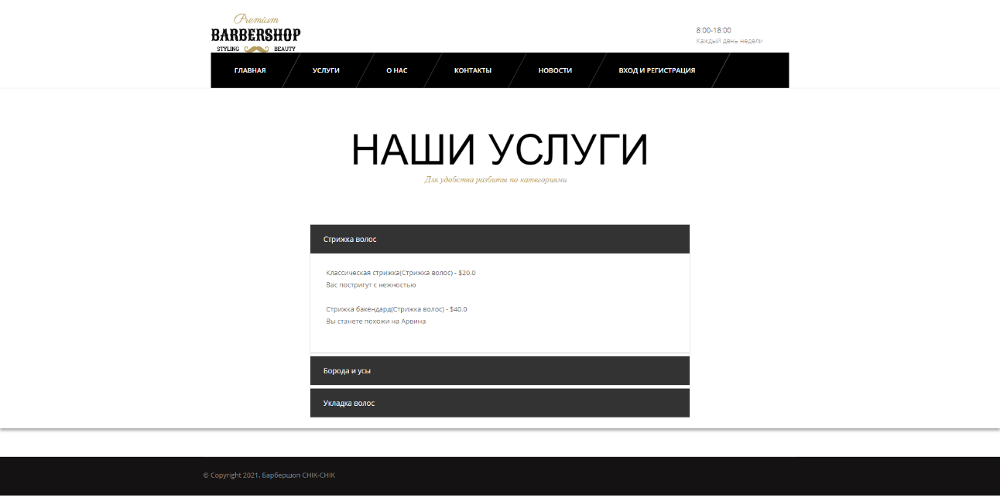 Premium
BARBERSHOP
STYLING BEAUTY
8:00-18:00
Каждый день недели
ГЛАВНАЯ УСЛУГИ О НАС КОНТАКТЫ НОВОСТИ ВХОД И РЕГИСТРАЦИЯ
НАШИ УСЛУГИ
Для удобства разбиты по категориями
Стрижка волос
Классическая стрижка(Стрижка волос) - $20.0
Вас постригут с нежностью
Стрижка бакендард(Стрижка волос) - $40.0
Вы станете похожи на Арвина
Борода и усы
Укладка волос
© Copyright 2021. Барбершоп CHIK-CHIK